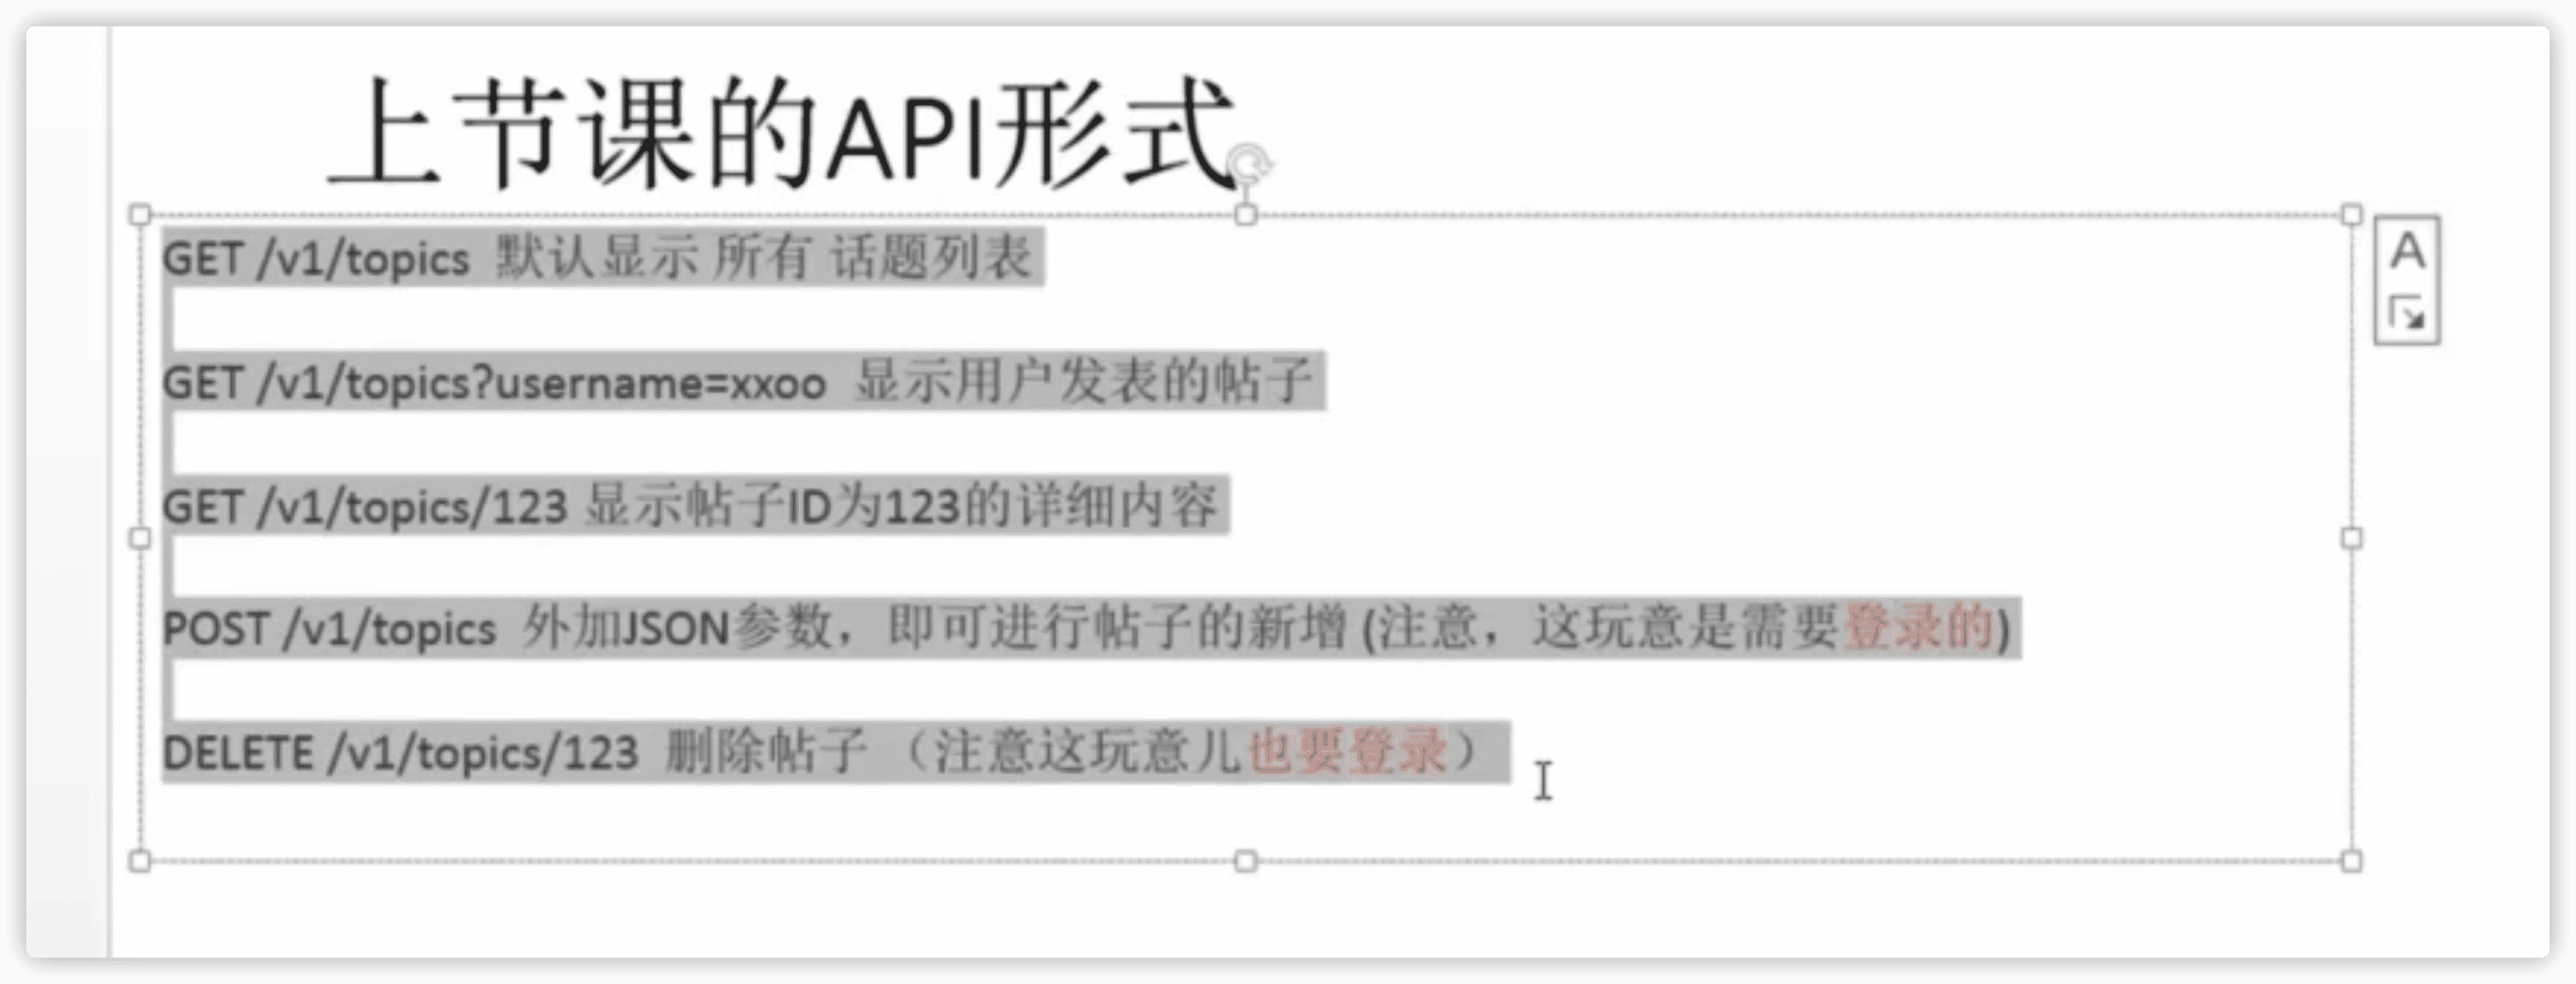 上节课的API形式
GET /v1/topics 默认显示 所有 话题列表
GET /v1/topics?username=xxoo 显示用户发表的帖子
GET /v1/topics/123 显示帖子ID为123的详细内容
POST /v1/topics 外加JSON参数，即可进行帖子的新增 (注意，这玩意是需要登录的)
DELETE /v1/topics/123 删除帖子 （注意这玩意儿也要登录）
A